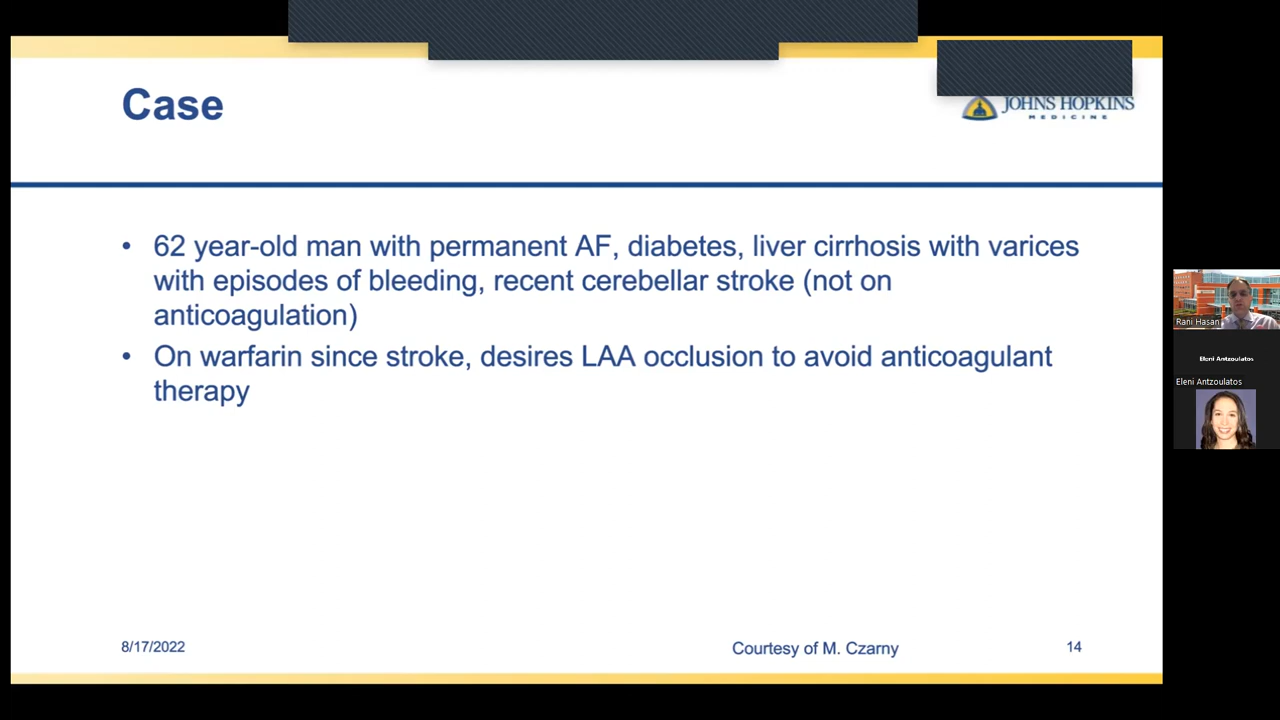 Case
JOHNS HOPKINS
MEDICINE
• 62 year-old man with permanent AF, diabetes, liver cirrhosis with varices
with episodes of bleeding, recent cerebellar stroke (not on
anticoagulation)
• On warfarin since stroke, desires LAA occlusion to avoid anticoagulant
therapy
8/17/2022
Courtesy of M. Czarny
14
Rani Hasan
Eleni Antzoulatos
Eleni Antzoulatos